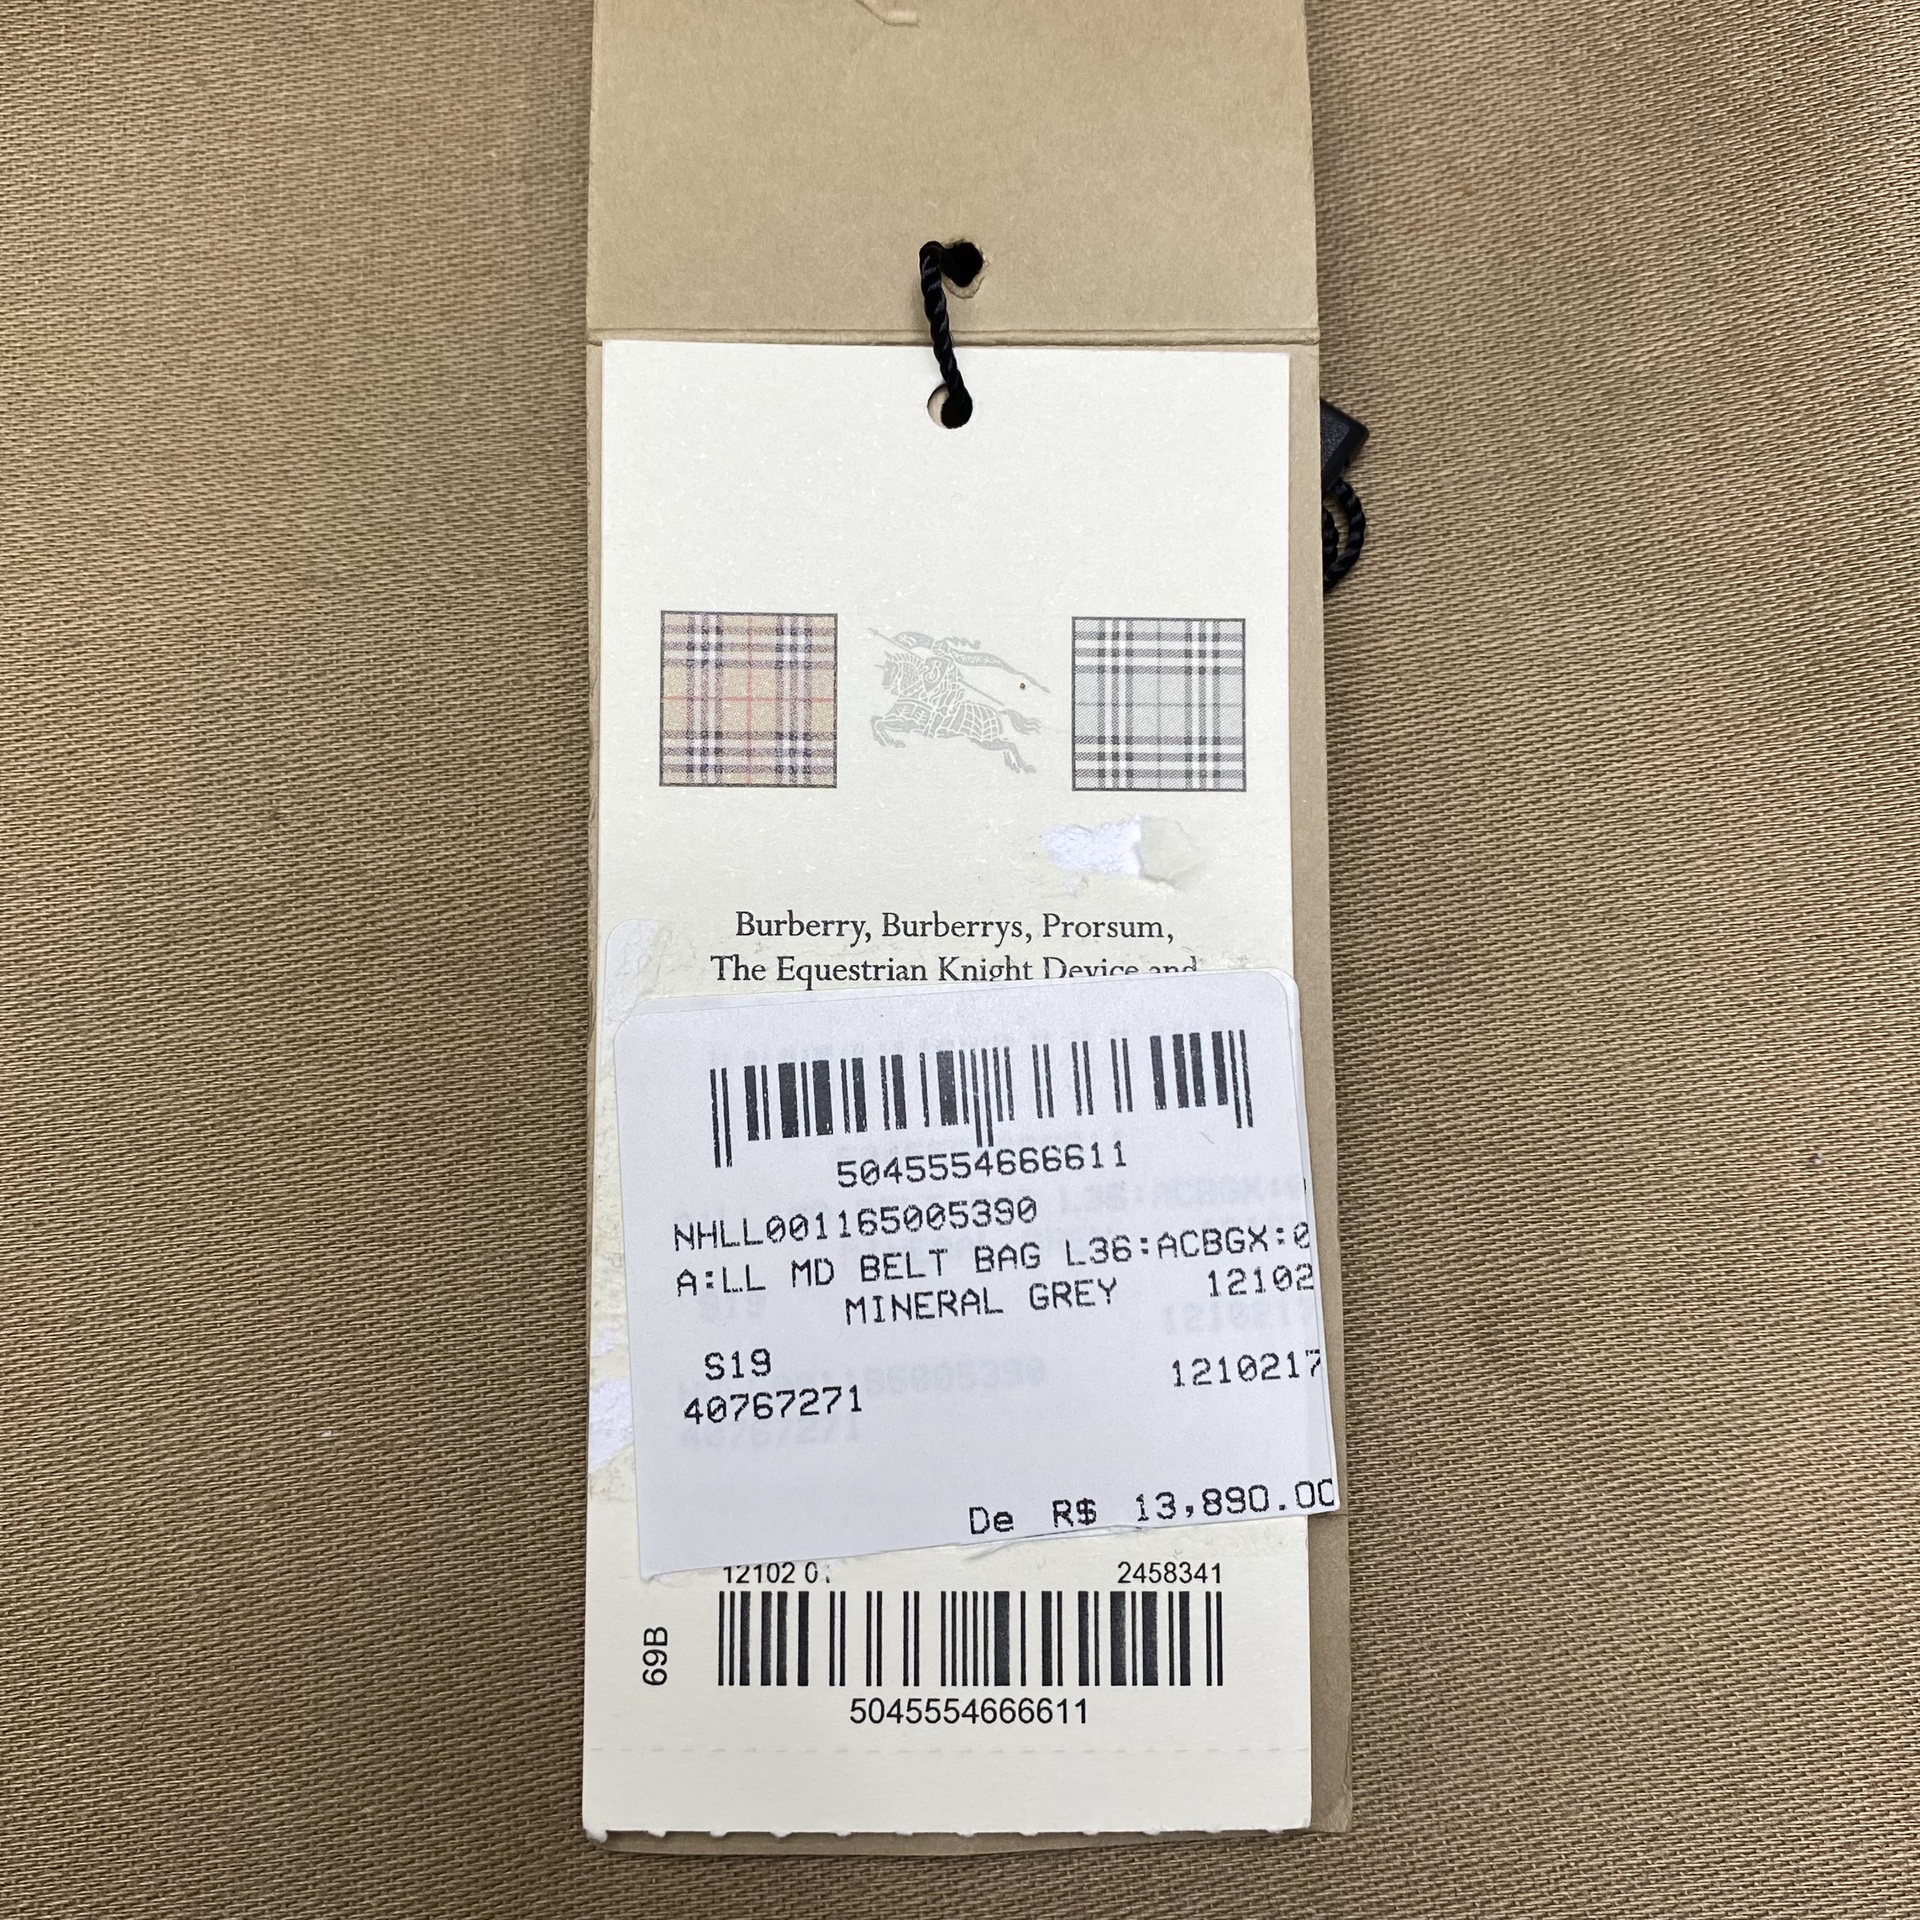 Burberry, Burberrys, Prorsum,
The Equestrian Knight Device and
5045554666611
NHLL001165005390
A:LL MD BELT BAG L36:ACBGX:0
MINERAL GREY 12102
S19 1210217
40767271
De R$ 13,890.00
12102 2458341
69B
5045554666611